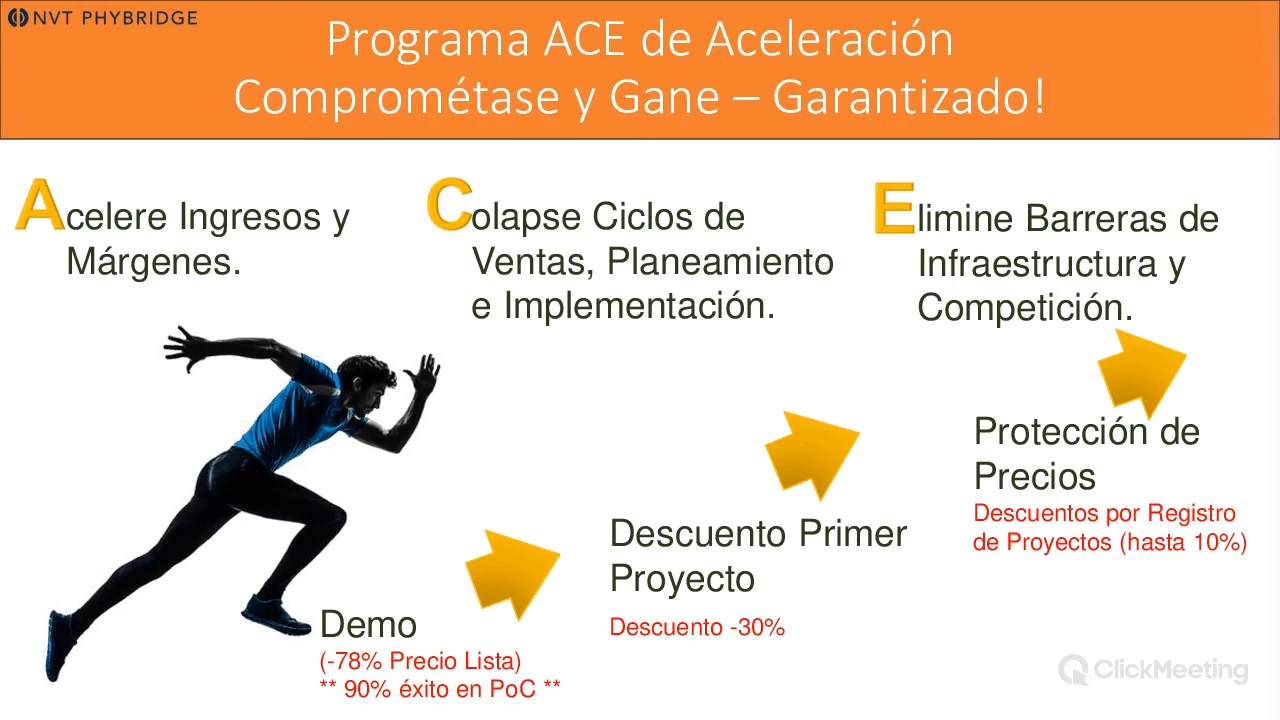 NVT PHYBRIDGE
Programa ACE de Aceleración
Comprométase y Gane – Garantizado!
Acelere Ingresos y
Márgenes.
Colapse Ciclos de
Ventas, Planeamiento
e Implementación.
Elimine Barreras de
Infraestructura y
Competición.
Protección de
Precios
Descuentos por Registro
de Proyectos (hasta 10%)
Descuento Primer
Proyecto
Descuento -30%
Demo
(-78% Precio Lista)
** 90% éxito en PoC **
ClickMeeting